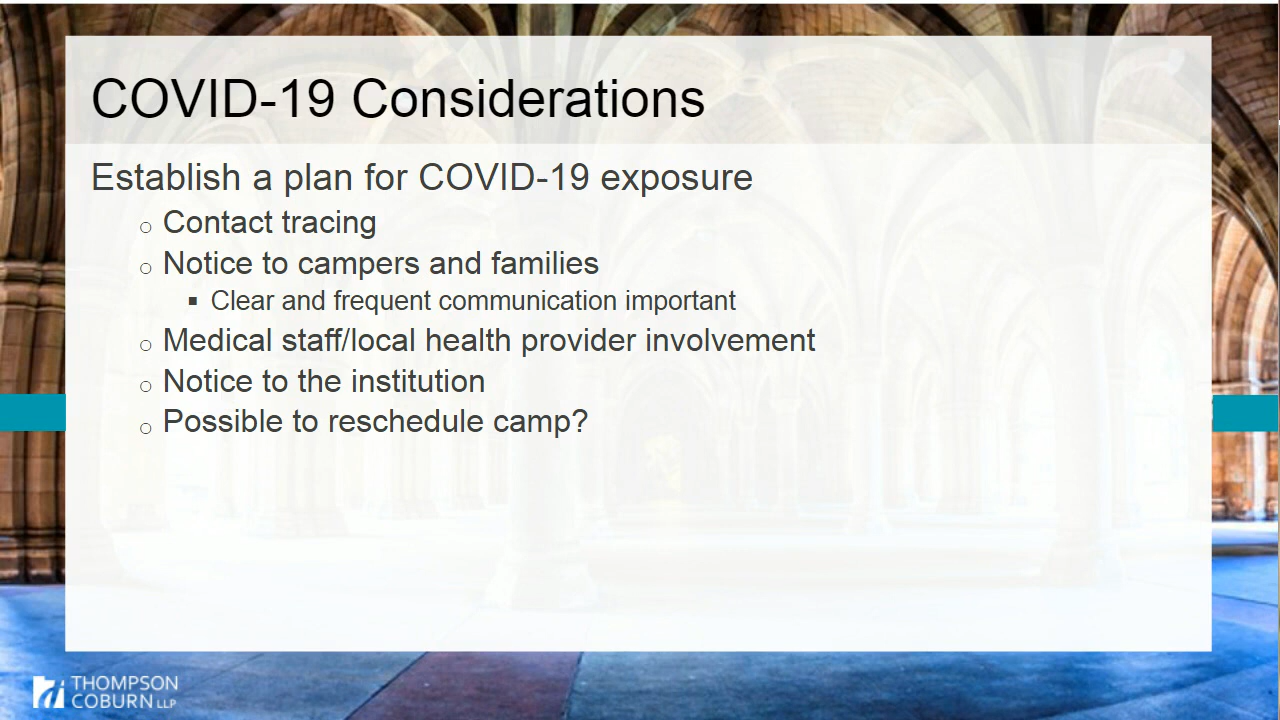 COVID-19 Considerations
Establish a plan for COVID-19 exposure
Contact tracing
Notice to campers and families
Clear and frequent communication important
Medical staff/local health provider involvement
Notice to the institution
Possible to reschedule camp?
THOMPSON
COBURN LLP